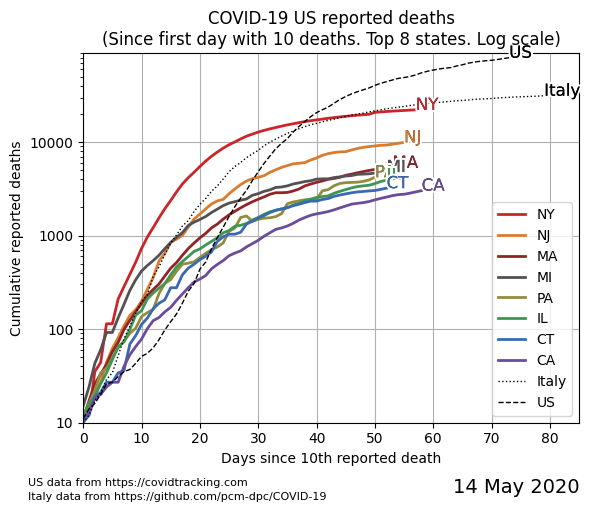 COVID-19 US reported deaths
(Since first day with 10 deaths. Top 8 states. Log scale)
US
Italy
NY
NJ
MA
MI
PA
IL
CT
CA
10000
1000
100
10
Cumulative reported deaths
NY
NJ
MA
MI
PA
IL
CT
CA
Italy
US
0 10 20 30 40 50 60 70 80
Days since 10th reported death
US data from https://covidtracking.com
Italy data from https://github.com/pcm-dpc/COVID-19
14 May 2020